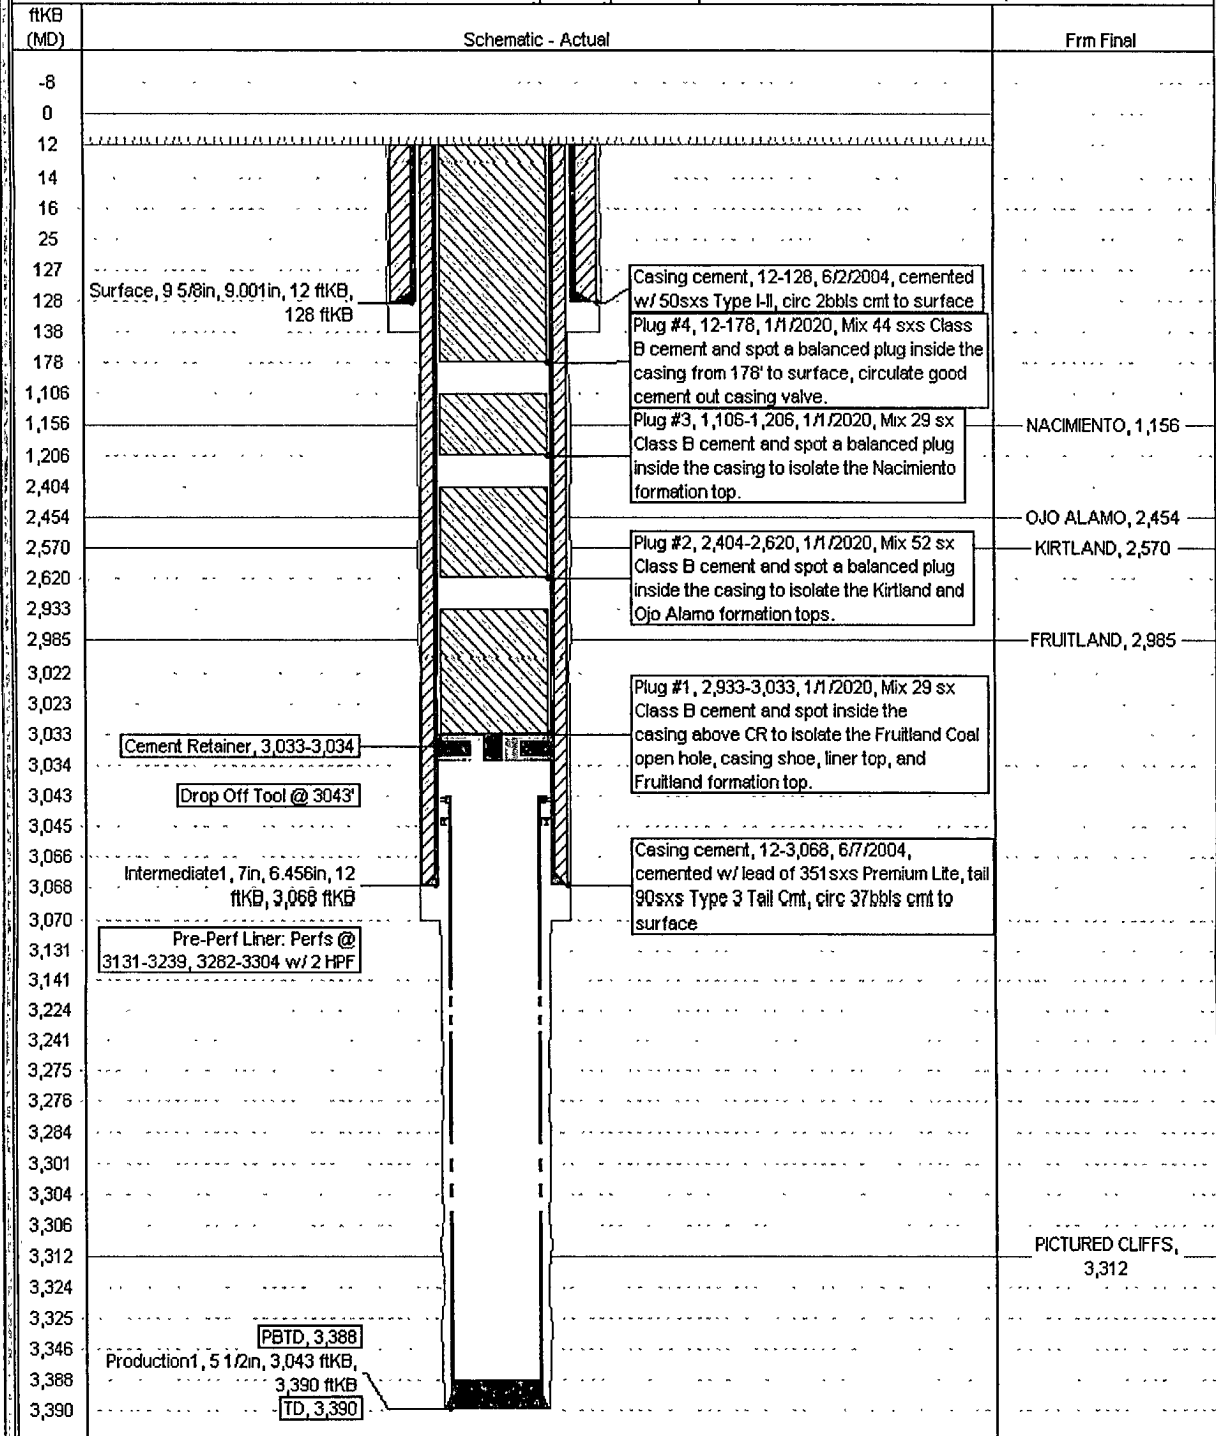 ftKB
(MD)
Schematic - Actual
Frm Final
-8
0
12
14
16
25
127
128
138
178
1,106
1,156
1,206
2,404
2,454
2,570
2,620
2,933
2,985
3,022
3,023
3,033
3,034
3,043
3,045
3,066
3,068
3,070
3,131
3,141
3,224
3,241
3,275
3,276
3,284
3,301
3,304
3,306
3,312
3,324
3,325
3,346
3,388
3,390
Surface, 9 5/8in, 9.001in, 12 ftKB,
128 ftKB
Cement Retainer, 3,033-3,034
Drop Off Tool @ 3043'
Intermediate1, 7in, 6.456in, 12
ftKB, 3,068 ftKB
Pre-Perf Liner: Perfs @
3131-3239, 3282-3304 w/ 2 HPF
PBTD, 3,388
Production1, 5 1/2in, 3,043 ftKB,
3,390 ftKB
TD, 3,390
Casing cement, 12-128, 6/2/2004, cemented
w/ 50sxs Type I-II, circ 2bbls cmt to surface
Plug #4, 12-178, 1/1/2020, Mix 44 sxs Class
B cement and spot a balanced plug inside the
casing from 178' to surface, circulate good
cement out casing valve.
Plug #3, 1,106-1,206, 1/1/2020, Mix 29 sx
Class B cement and spot a balanced plug
inside the casing to isolate the Nacimiento
formation top.
Plug #2, 2,404-2,620, 1/1/2020, Mix 52 sx
Class B cement and spot a balanced plug
inside the casing to isolate the Kirtland and
Ojo Alamo formation tops.
Plug #1, 2,933-3,033, 1/1/2020, Mix 29 sx
Class B cement and spot inside the
casing above CR to isolate the Fruitland Coal
open hole, casing shoe, liner top, and
Fruitland formation top.
Casing cement, 12-3,068, 6/7/2004,
cemented w/ lead of 351sxs Premium Lite, tail
90sxs Type 3 Tail Cmt, circ 37bbls cmt to
surface
NACIMIENTO, 1,156
OJO ALAMO, 2,454
KIRTLAND, 2,570
FRUITLAND, 2,985
PICTURED CLIFFS,
3,312